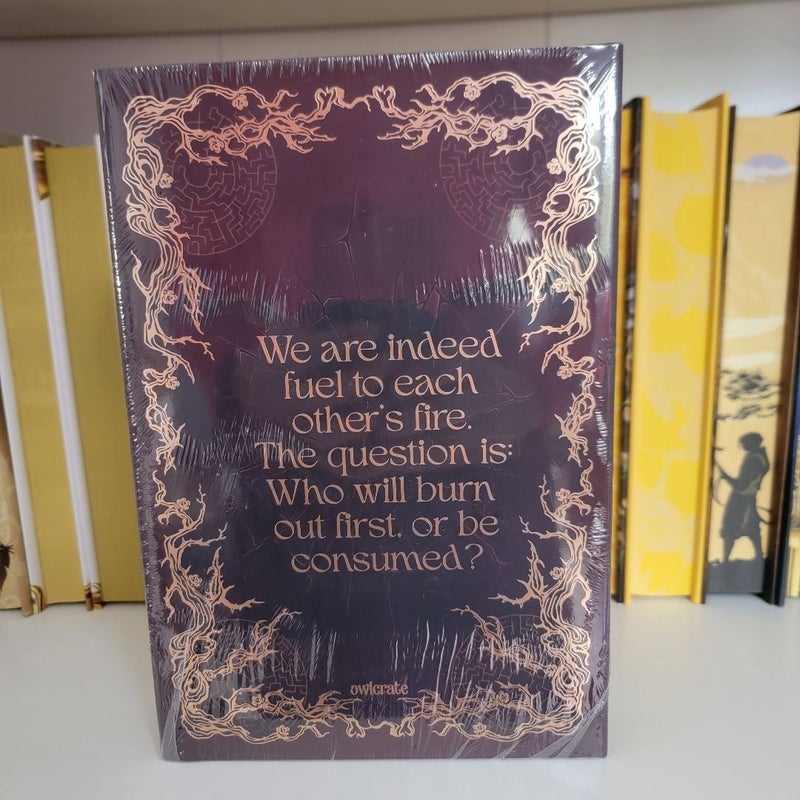 We are indeed
fuel to each
other's fire.
The question is:
Who will burn
out first, or be
consumed?
owlcrate